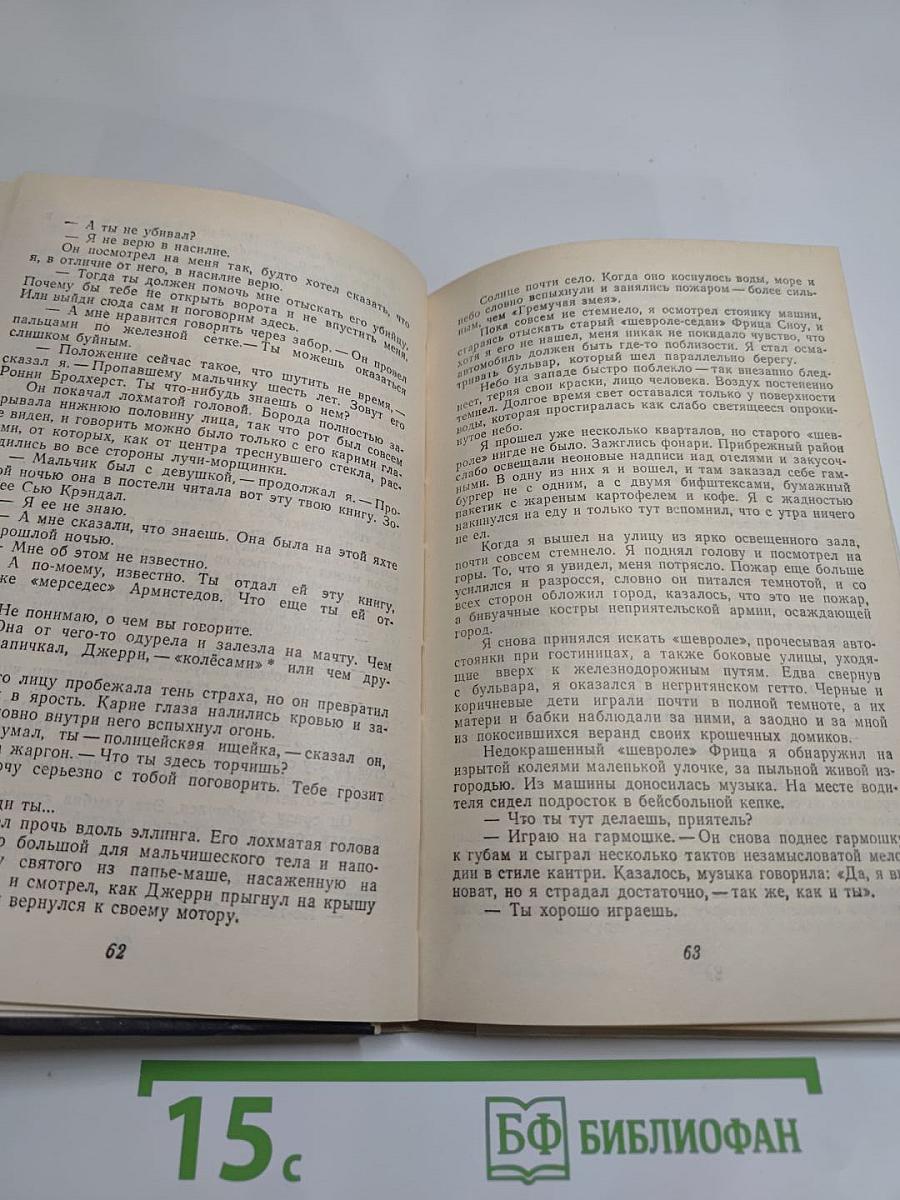 — А ты не убивал?
— Я не верю в насилие.
Он посмотрел на меня так, будто хотел сказать, что
я, в отличие от него, в насилие верю.
— Тогда ты должен помочь мне отыскать его убийцу.
Почему бы тебе не открыть ворота и не впустить меня.
Или выйди сюда сам и поговорим здесь.
— А мне нравится говорить через забор. — Он провел
пальцами по железной сетке. — Ты можешь оказаться
слишком буйным.
— Положение сейчас такое, что шутить не время, —
сказал я. — Пропавшему мальчику шесть лет. Зовут его
Ронни Бродхерст. Ты что-нибудь знаешь о нем?
Он покачал лохматой головой. Борода полностью за-
рывала нижнюю половину лица, так что рот был совсем
е виден, и говорить можно было только с его карими гла-
ми, от которых, как от центра треснувшего стекла, рас-
дились во все стороны лучи-морщинки.
— Мальчик был с девушкой, — продолжал я. — Про-
ой ночью она в постели читала вот эту твою книгу. Зо-
ее Сью Крэндал.
— Я ее не знаю.
— А мне сказали, что знаешь. Она была на этой яхте
рошлой ночью.
— Мне об этом не известно.
А по-моему, известно. Ты отдал ей эту книгу,
же «мерседес» Армистедов. Что еще ты ей от-
Не понимаю, о чем вы говорите.
Она от чего-то одурела и залезла на мачту. Чем
апичкал, Джерри, — «колёсами» * или чем дру-
го лицу пробежала тень страха, но он превратил
в ярость. Карие глаза налились кровью и за-
ловно внутри него вспыхнул огонь.
умал, ты — полицейская ищейка, — сказал он,
жаргон. — Что ты здесь торчишь?
очу серьезно с тобой поговорить. Тебе грозит
ди ты...
ел прочь вдоль эллинга. Его лохматая голова
о большой для мальчишеского тела и напо-
у святого из папье-маше, насаженную на
и смотрел, как Джерри прыгнул на крышу
вернулся к своему мотору.
62
Солнце почти село. Когда оно коснулось воды, море и
небо словно вспыхнули и занялись пожаром — более силь-
ным, чем «Гремучая змея».
Пока совсем не стемнело, я осмотрел стоянку машин,
стараясь отыскать старый «шевроле-седан» Фрица Сноу, и
хотя я его не нашел, меня никак не покидало чувство, что
автомобиль должен быть где-то поблизости. Я стал осма-
тривать бульвар, который шел параллельно берегу.
Небо на западе быстро поблекло — так внезапно блед-
неет, теряя свои краски, лицо человека. Воздух постепенно
темнел. Долгое время свет оставался только у поверхности
воды, которая простиралась как слабо светящееся опроки-
нутое небо.
Я прошел уже несколько кварталов, но старого «шев-
роле» нигде не было. Зажглись фонари. Прибрежный район
слабо освещали неоновые надписи над отелями и закусоч-
ными. В одну из них я и вошел, и там заказал себе гам-
бургер не с одним, а с двумя бифштексами, бумажный
пакетик с жареным картофелем и кофе. Я с жадностью
накинулся на еду и только тут вспомнил, что с утра ничего
не ел.
Когда я вышел на улицу из ярко освещенного зала,
почти совсем стемнело. Я поднял голову и посмотрел на
горы. То, что я увидел, меня потрясло. Пожар еще больше
усилился и разросся, словно он питался темнотой, и со
всех сторон обложил город, казалось, что это не пожар,
а бивуачные костры неприятельской армии, осаждающей
город.
Я снова принялся искать «шевроле», прочесывая авто-
стоянки при гостиницах, а также боковые улицы, уходя-
щие вверх к железнодорожным путям. Едва свернув
с бульвара, я оказался в негритянском гетто. Черные и
коричневые дети играли почти в полной темноте, а их
матери и бабки наблюдали за ними, а заодно и за мной
из покосившихся веранд своих крошечных домиков.
Недокрашенный «шевроле» Фрица я обнаружил на
изрытой колеями маленькой улочке, за пыльной живой из-
городью. Из машины доносилась музыка. На месте води-
теля сидел подросток в бейсбольной кепке.
— Что ты тут делаешь, приятель?
— Играю на гармошке. — Он снова поднес гармошку
к губам и сыграл несколько тактов незамысловатой мело
дии в стиле кантри. Казалось, музыка говорила: «Да, я ви
новат, но я страдал достаточно, — так же, как и ты».
— Ты хорошо играешь.
63
15 с
БФ БИБЛИОФАН